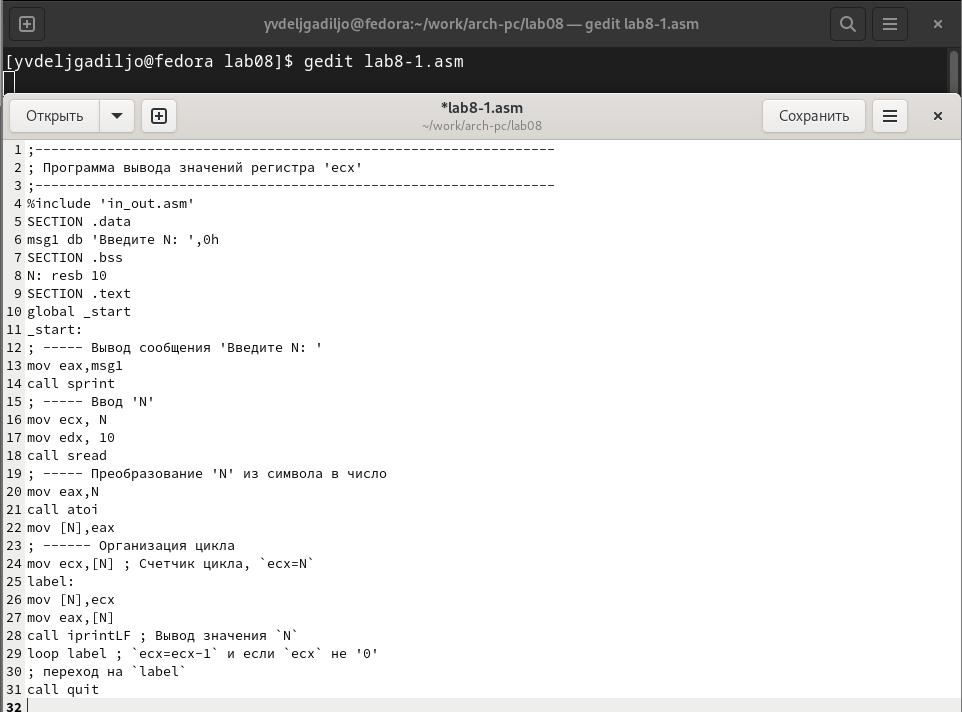 yvdeljgadiljo@fedora:~/work/arch-pc/lab08 — gedit lab8-1.asm
[yvdeljgadiljo@fedora lab08]$ gedit lab8-1.asm
Открыть
*lab8-1.asm
~/work/arch-pc/lab08
Сохранить
1 ;-----------------------------------------------------------------
2 ; Программа вывода значений регистра 'ecx'
3 ;-----------------------------------------------------------------
4 %include 'in_out.asm'
5 SECTION .data
6 msg1 db 'Введите N: ',0h
7 SECTION .bss
8 N: resb 10
9 SECTION .text
10 global _start
11 _start:
12 ; ----- Вывод сообщения 'Введите N: '
13 mov eax,msg1
14 call sprint
15 ; ----- Ввод 'N'
16 mov ecx, N
17 mov edx, 10
18 call sread
19 ; ----- Преобразование 'N' из символа в число
20 mov eax,N
21 call atoi
22 mov [N],eax
23 ; ------ Организация цикла
24 mov ecx,[N] ; Счетчик цикла, `ecx=N`
25 label:
26 mov [N],ecx
27 mov eax,[N]
28 call iprintLF ; Вывод значения `N`
29 loop label ; `ecx=ecx-1` и если `ecx` не '0'
30 ; переход на `label`
31 call quit
32